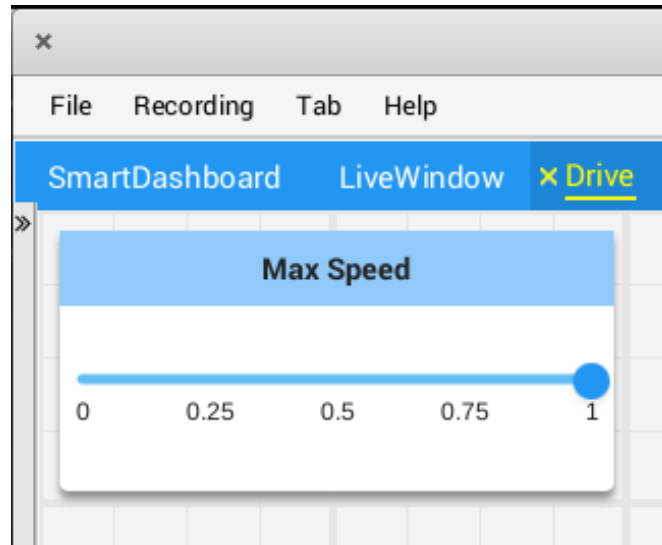 File Recording Tab Help
SmartDashboard LiveWindow Drive
Max Speed
0 0.25 0.5 0.75 1